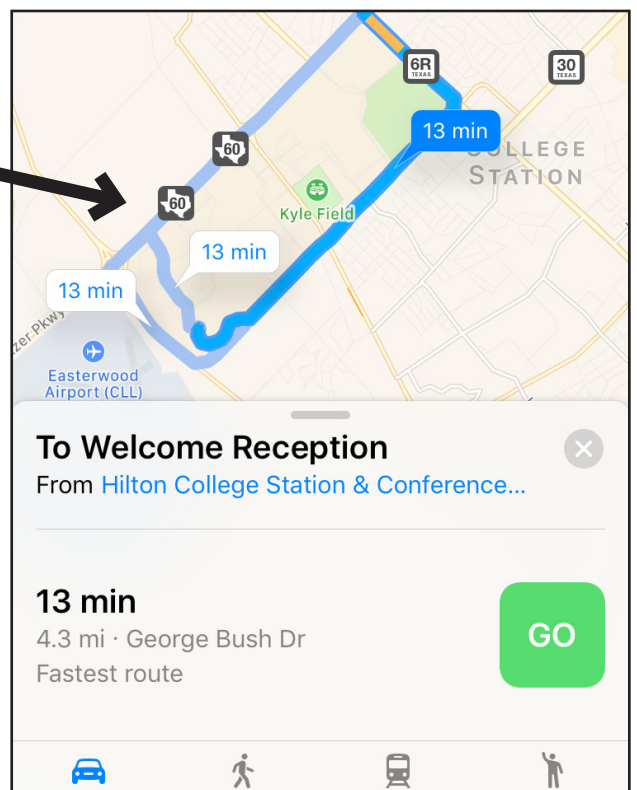 6R
TEXAS
30
TEXAS
13 min
COLLEGE
STATION
60
60
Kyle Field
13 min
13 min
Pkwy
Easterwood
Airport (CLL)
To Welcome Reception
From Hilton College Station & Conference...
13 min
4.3 mi · George Bush Dr
Fastest route
GO